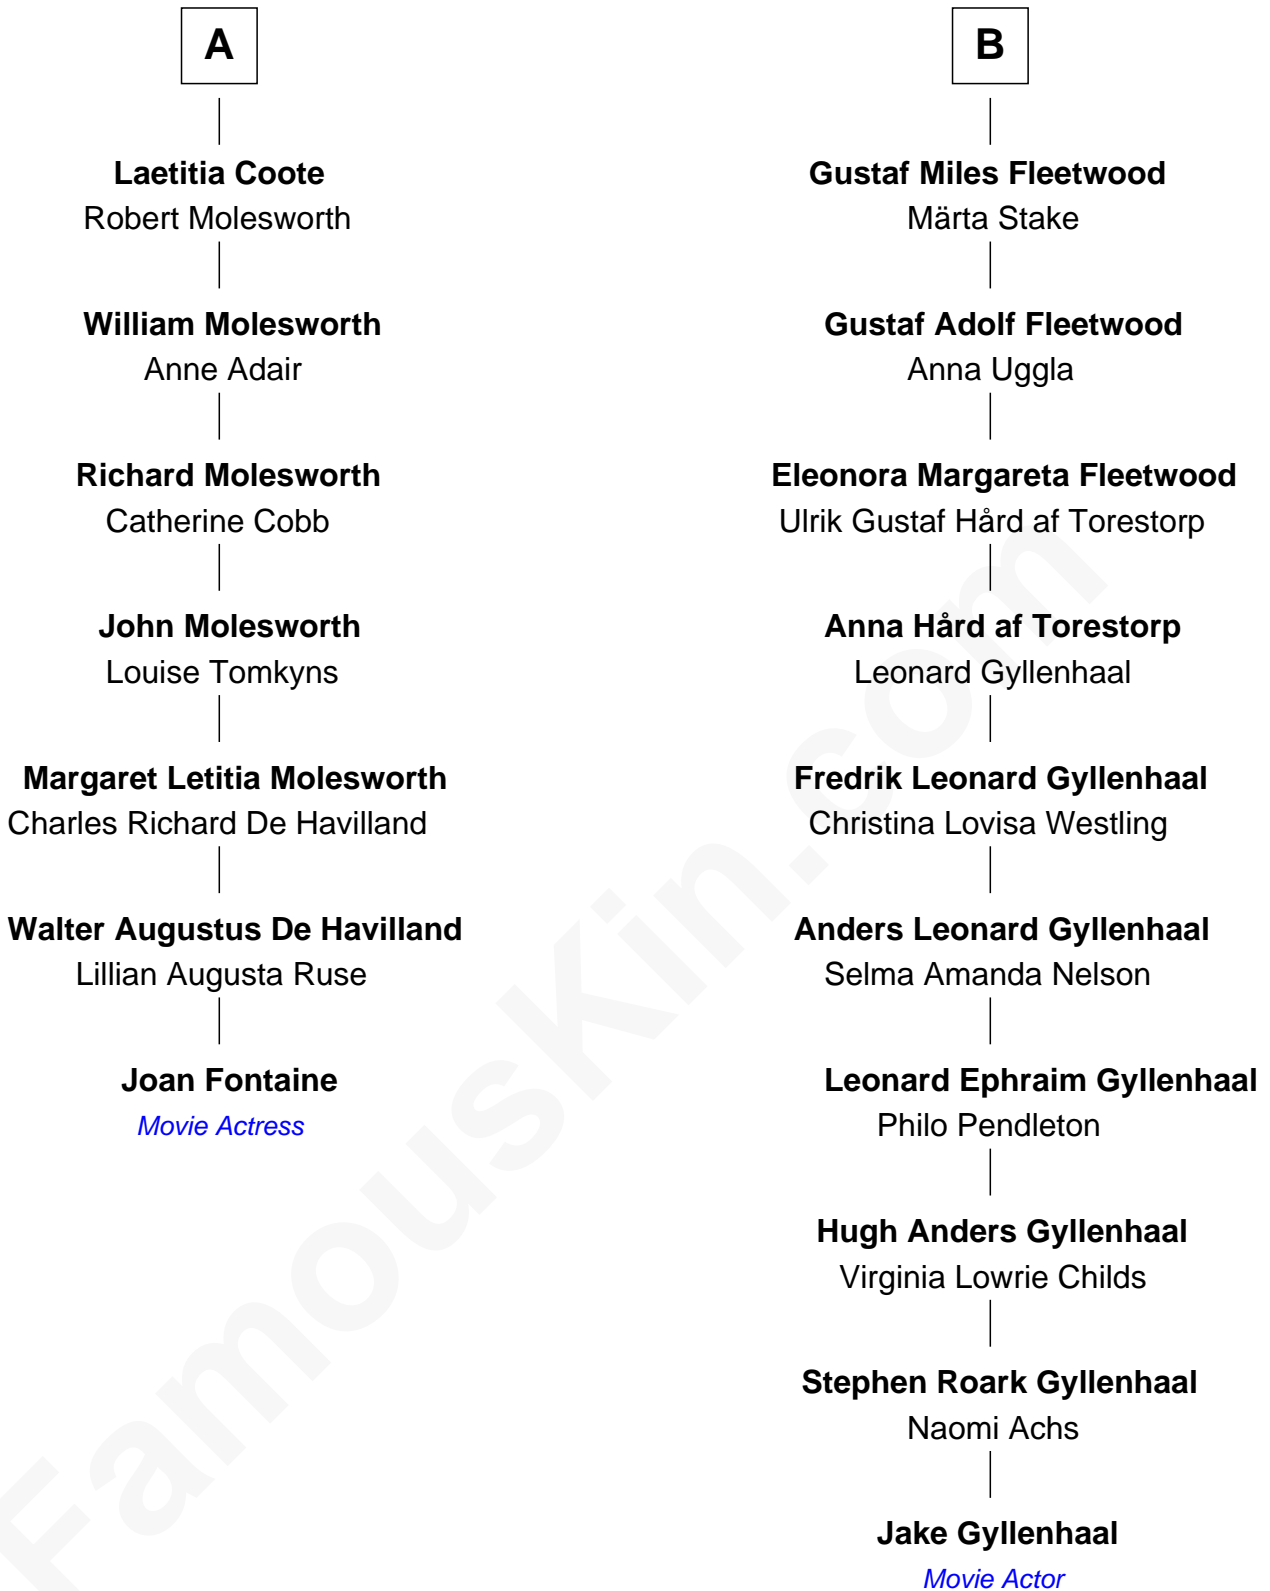 A
Laetitia Coote
Robert Molesworth
William Molesworth
Anne Adair
Richard Molesworth
Catherine Cobb
John Molesworth
Louise Tomkyns
Margaret Letitia Molesworth
Charles Richard De Havilland
Walter Augustus De Havilland
Lillian Augusta Ruse
Joan Fontaine
Movie Actress
B
Gustaf Miles Fleetwood
Märta Stake
Gustaf Adolf Fleetwood
Anna Uggla
Eleonora Margareta Fleetwood
Ulrik Gustaf Hård af Torestorp
Anna Hård af Torestorp
Leonard Gyllenhaal
Fredrik Leonard Gyllenhaal
Christina Lovisa Westling
Anders Leonard Gyllenhaal
Selma Amanda Nelson
Leonard Ephraim Gyllenhaal
Philo Pendleton
Hugh Anders Gyllenhaal
Virginia Lowrie Childs
Stephen Roark Gyllenhaal
Naomi Achs
Jake Gyllenhaal
Movie Actor
FamousKin.com